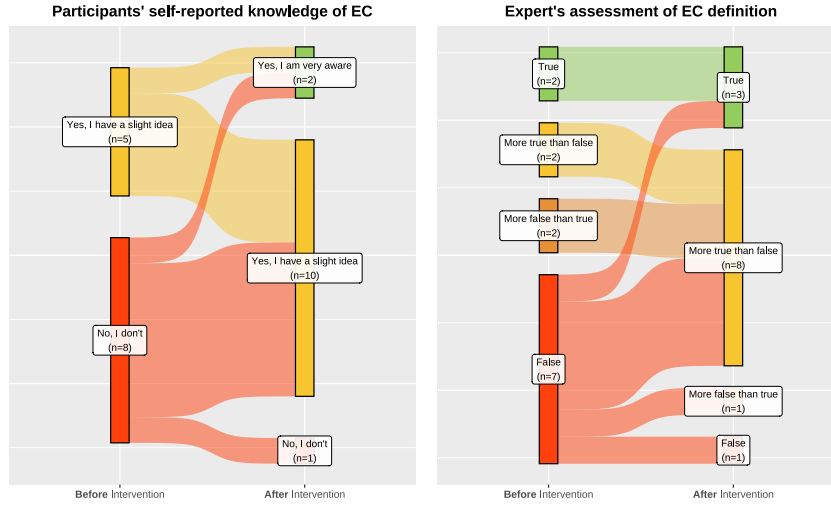 Participants' self-reported knowledge of EC
Yes, I have a slight idea
(n=5)
No, I don't
(n=8)
Yes, I am very aware
(n=2)
Yes, I have a slight idea
(n=10)
No, I don't
(n=1)
Before Intervention
After Intervention
Expert's assessment of EC definition
True
(n=2)
More true than false
(n=2)
More false than true
(n=2)
False
(n=7)
True
(n=3)
More true than false
(n=8)
More false than true
(n=1)
False
(n=1)
Before Intervention
After Intervention